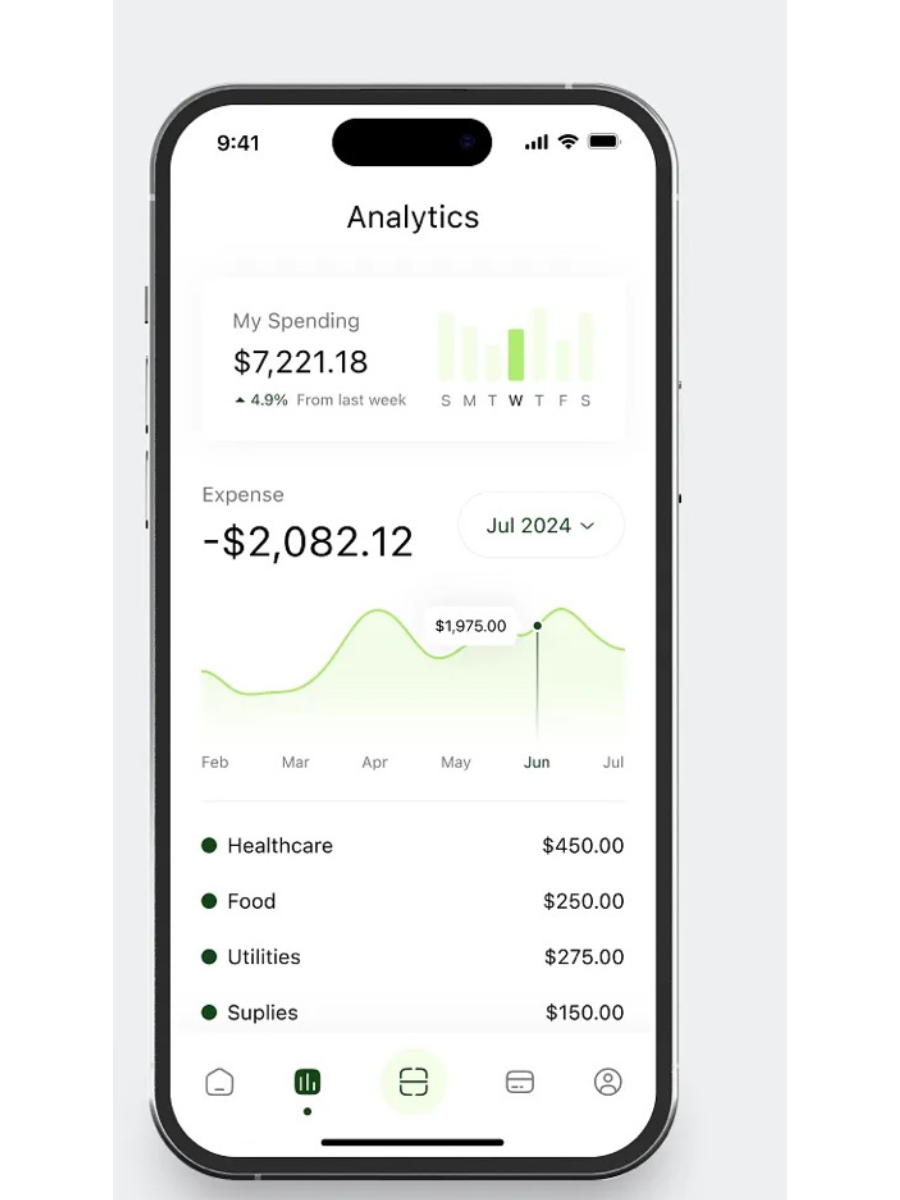 9:41
Analytics
My Spending
$7,221.18
4.9% From last week
S M T W T F S
Expense
-$2,082.12
Jul 2024
$1,975.00
Feb Mar Apr May Jun Jul
Healthcare $450.00
Food $250.00
Utilities $275.00
Suplies $150.00